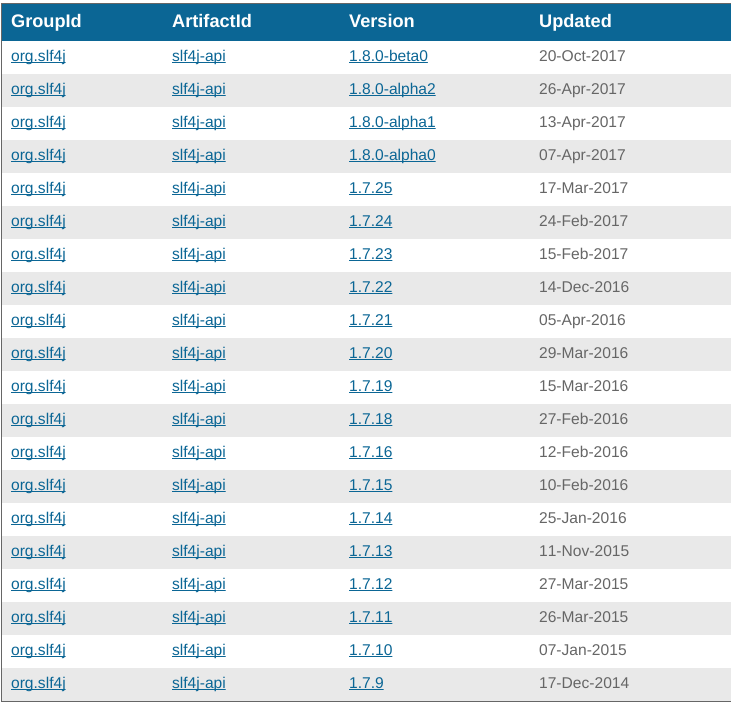 GroupId ArtifactId Version Updated
org.slf4j slf4j-api 1.8.0-beta0 20-Oct-2017
org.slf4j slf4j-api 1.8.0-alpha2 26-Apr-2017
org.slf4j slf4j-api 1.8.0-alpha1 13-Apr-2017
org.slf4j slf4j-api 1.8.0-alpha0 07-Apr-2017
org.slf4j slf4j-api 1.7.25 17-Mar-2017
org.slf4j slf4j-api 1.7.24 24-Feb-2017
org.slf4j slf4j-api 1.7.23 15-Feb-2017
org.slf4j slf4j-api 1.7.22 14-Dec-2016
org.slf4j slf4j-api 1.7.21 05-Apr-2016
org.slf4j slf4j-api 1.7.20 29-Mar-2016
org.slf4j slf4j-api 1.7.19 15-Mar-2016
org.slf4j slf4j-api 1.7.18 27-Feb-2016
org.slf4j slf4j-api 1.7.16 12-Feb-2016
org.slf4j slf4j-api 1.7.15 10-Feb-2016
org.slf4j slf4j-api 1.7.14 25-Jan-2016
org.slf4j slf4j-api 1.7.13 11-Nov-2015
org.slf4j slf4j-api 1.7.12 27-Mar-2015
org.slf4j slf4j-api 1.7.11 26-Mar-2015
org.slf4j slf4j-api 1.7.10 07-Jan-2015
org.slf4j slf4j-api 1.7.9 17-Dec-2014